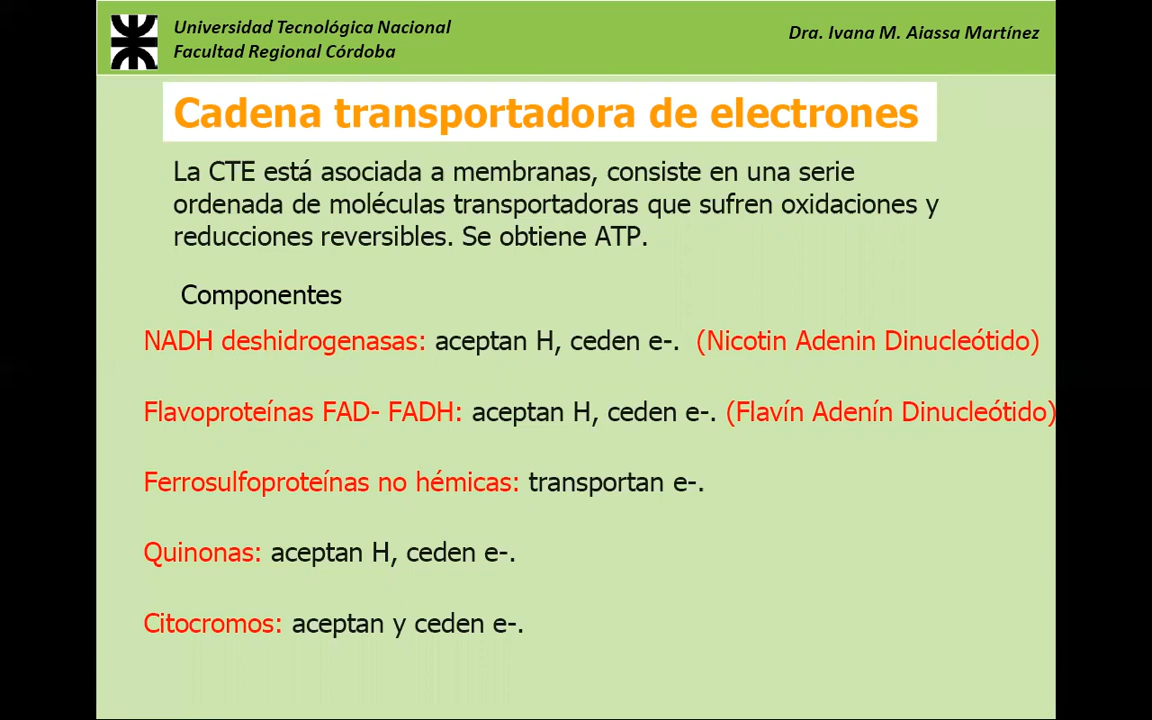 Universidad Tecnológica Nacional
Facultad Regional Córdoba
Dra. Ivana M. Aiassa Martínez
Cadena transportadora de electrones
La CTE está asociada a membranas, consiste en una serie
ordenada de moléculas transportadoras que sufren oxidaciones y
reducciones reversibles. Se obtiene ATP.
Componentes
NADH deshidrogenasas: aceptan H, ceden e-. (Nicotin Adenin Dinucleótido)
Flavoproteínas FAD- FADH: aceptan H, ceden e-. (Flavín Adenín Dinucleótido)
Ferrosulfoproteínas no hémicas: transportan e-.
Quinonas: aceptan H, ceden e-.
Citocromos: aceptan y ceden e-.